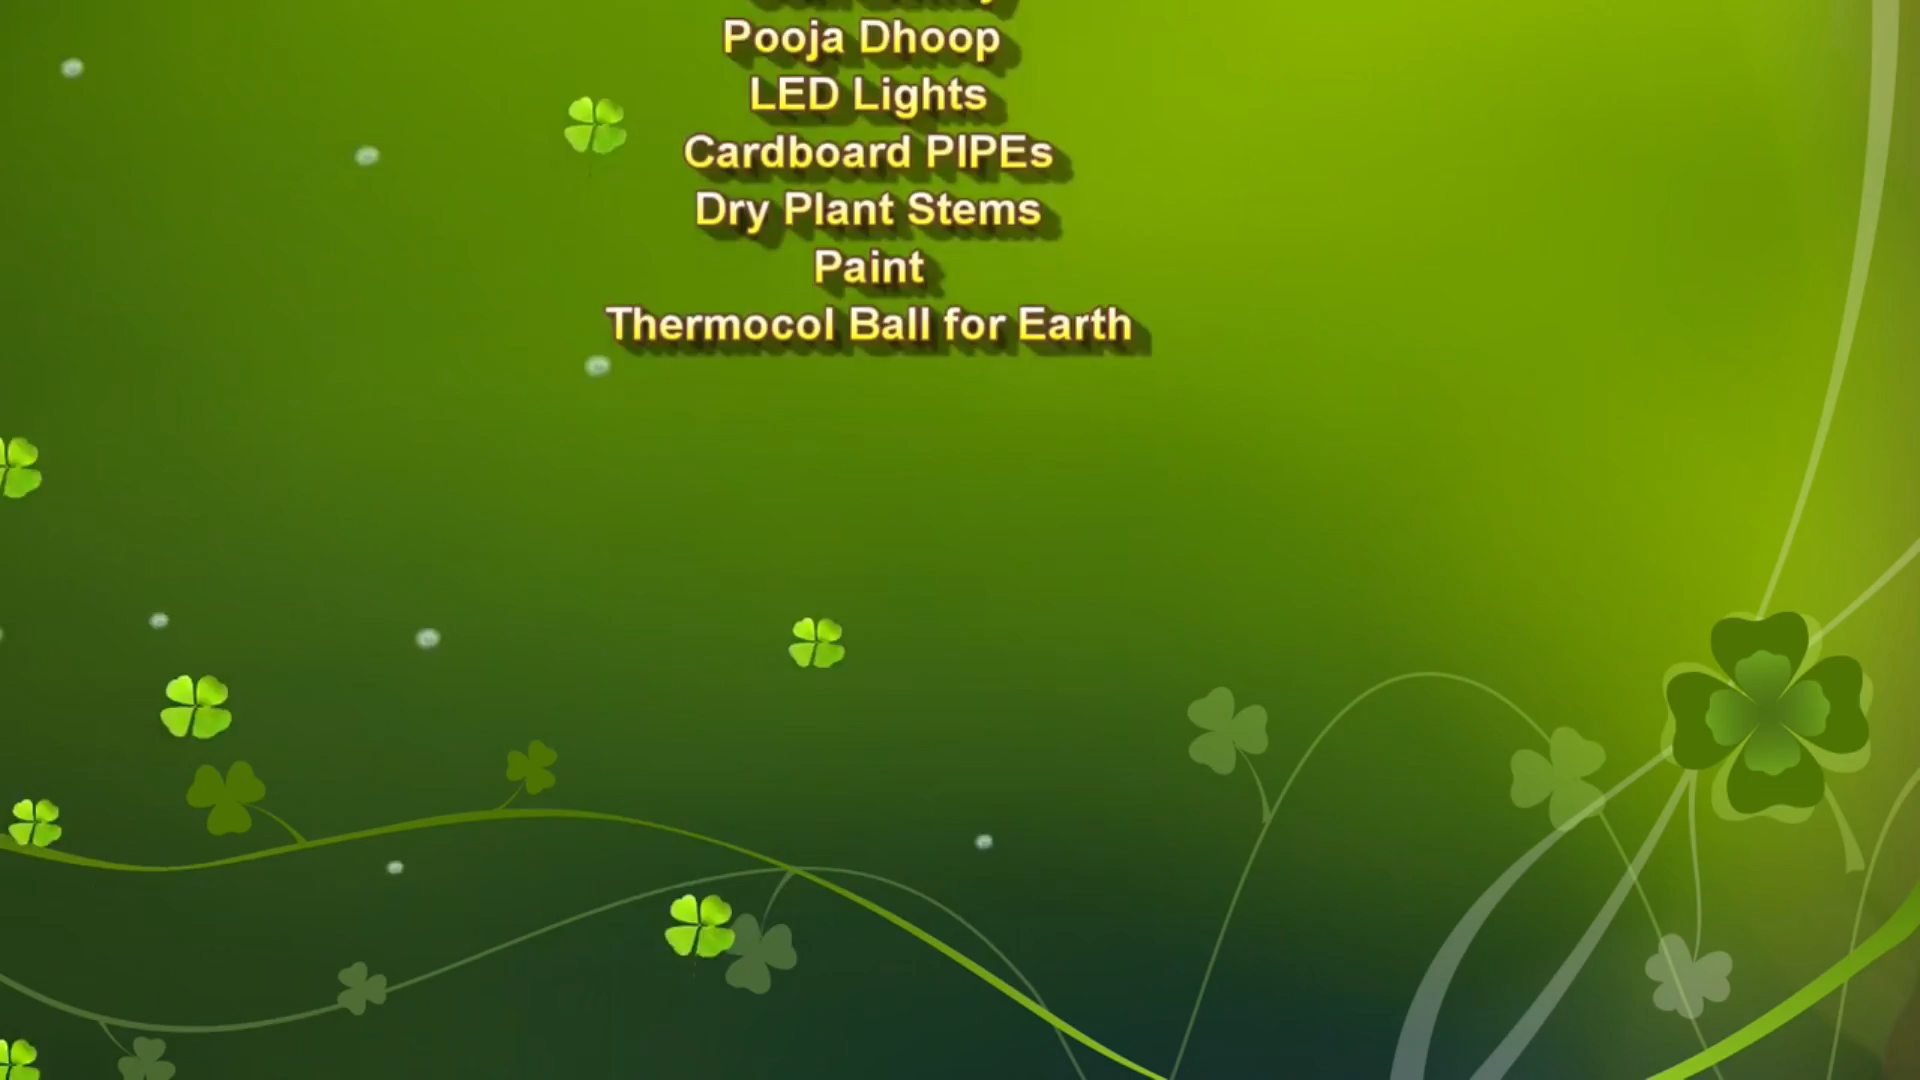 Pooja Dhoop
LED Lights
Cardboard PIPEs
Dry Plant Stems
Paint
Thermocol Ball for Earth